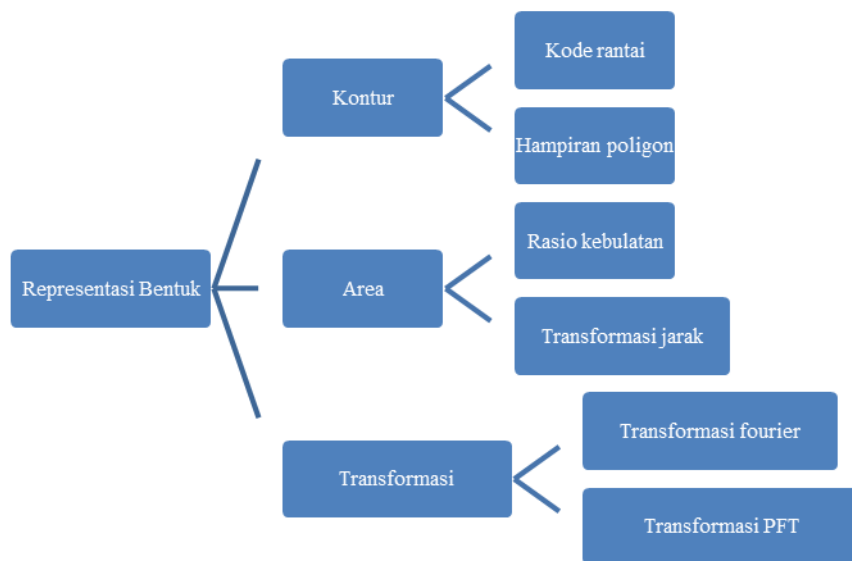 Representasi Bentuk
Kontur
Kode rantai
Hampiran poligon
Area
Rasio kebulatan
Transformasi jarak
Transformasi
Transformasi fourier
Transformasi PFT